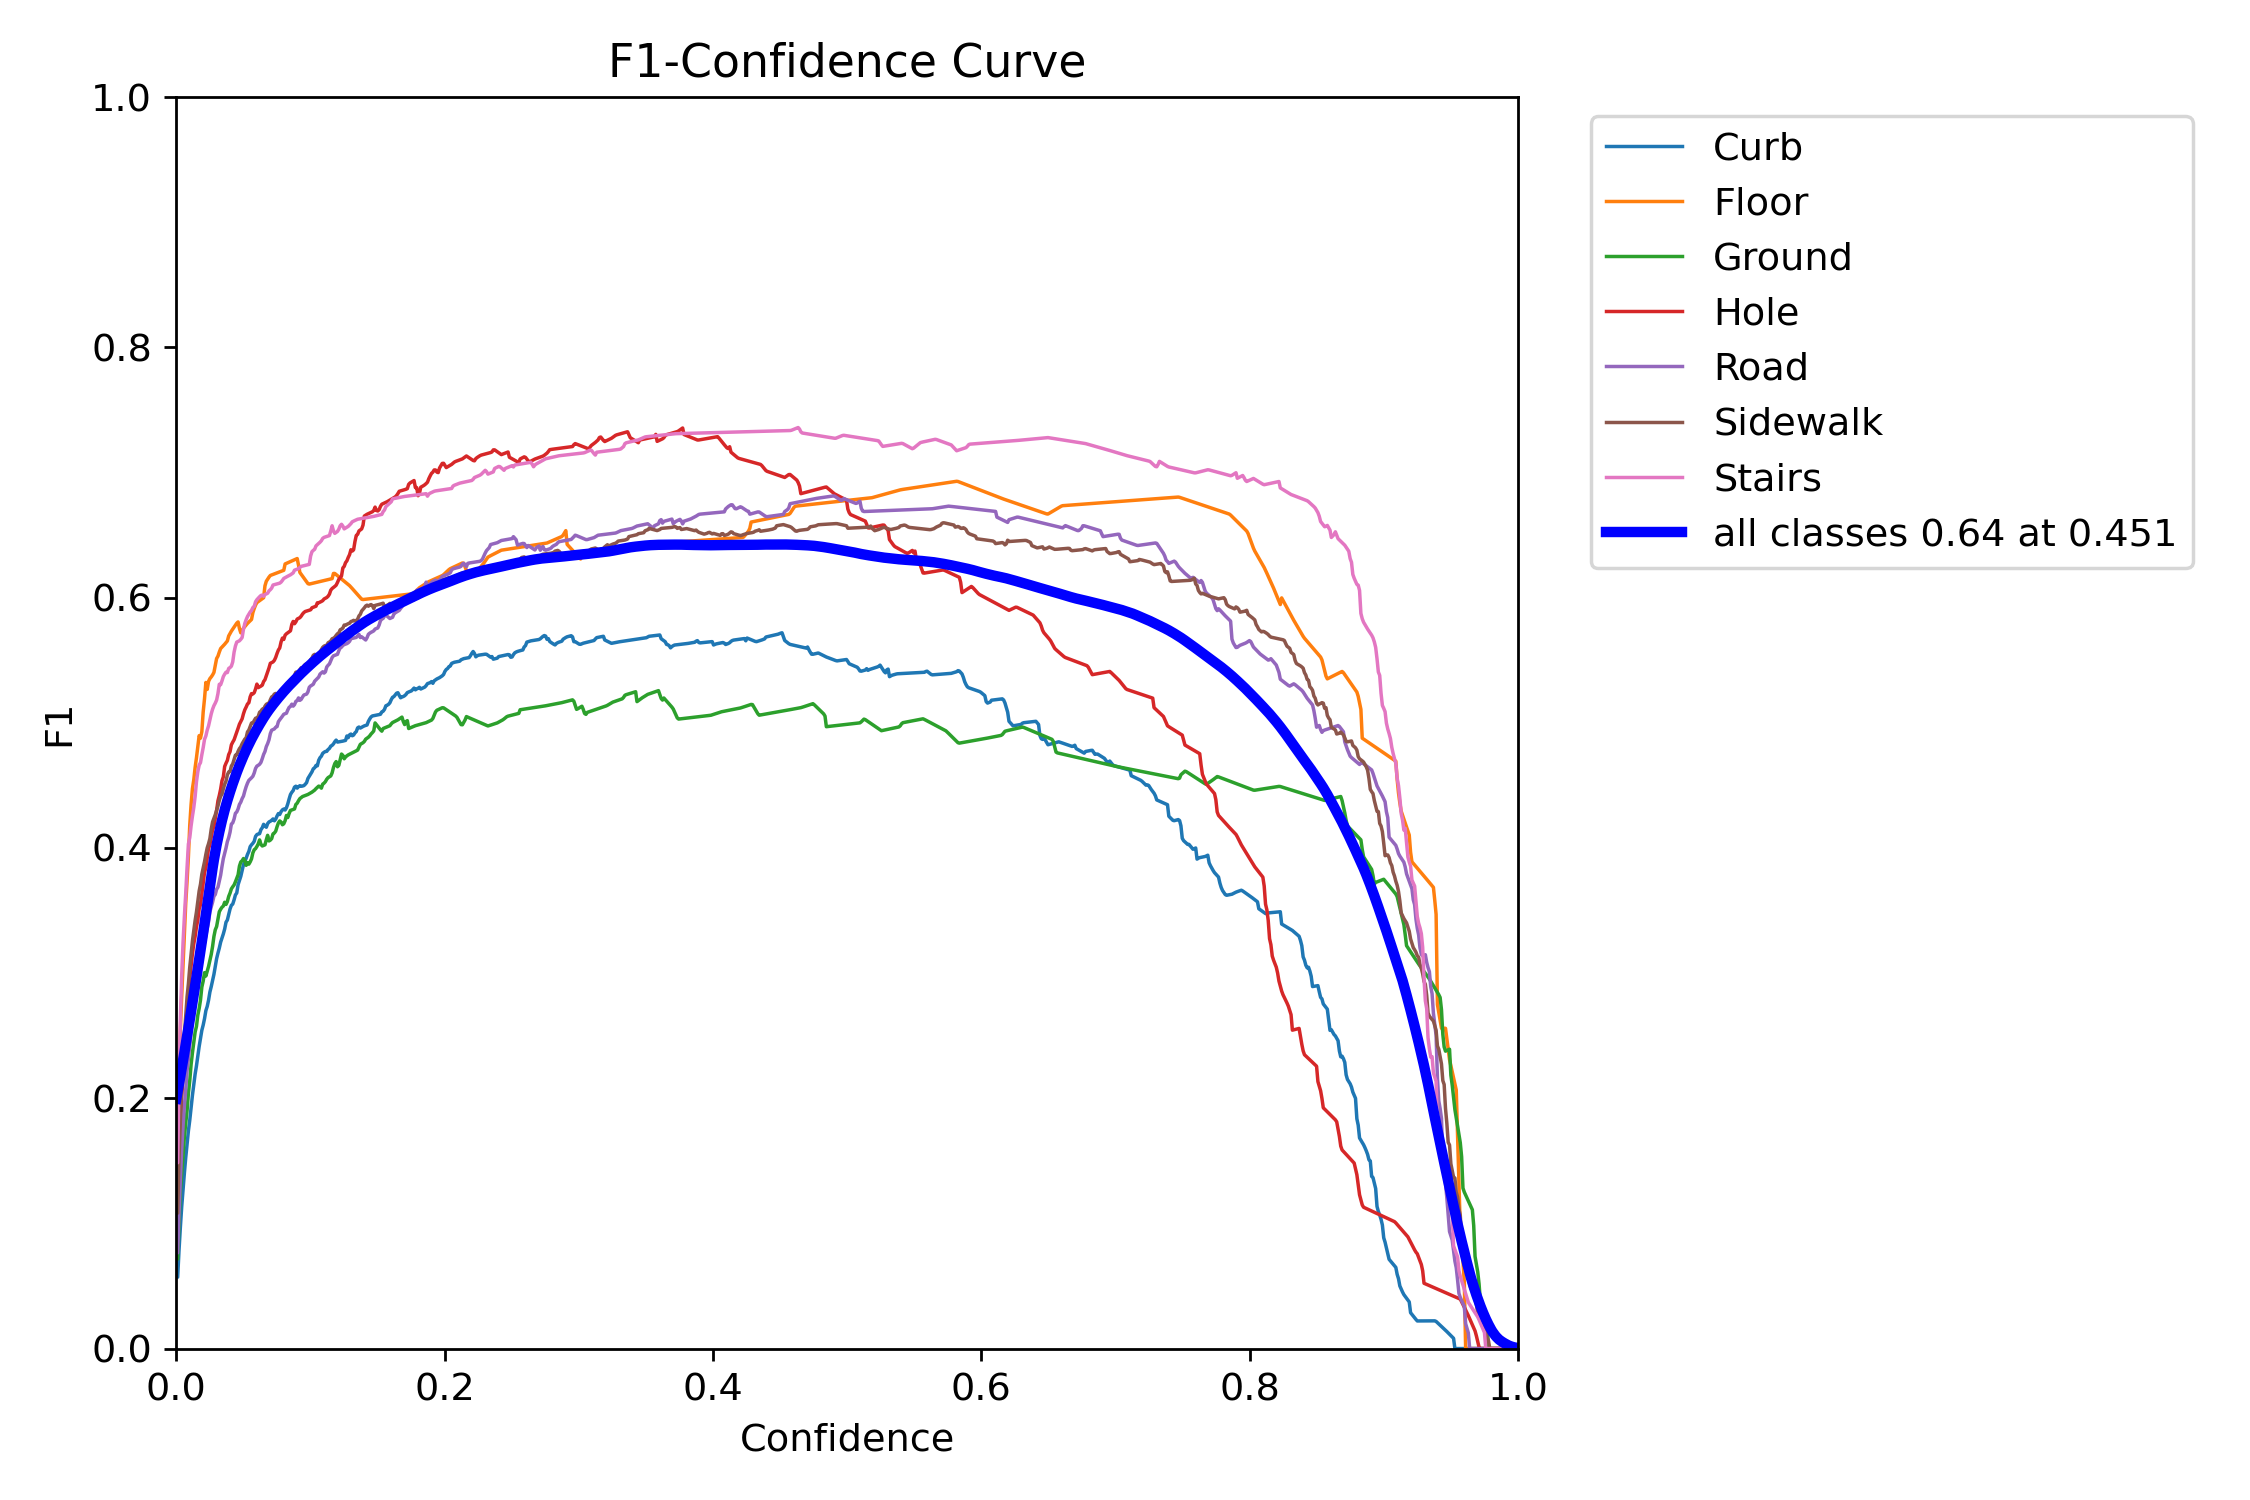 F1-Confidence Curve
1.0
0.8
0.6
0.4
0.2
0.0
F1
0.0 0.2 0.4 0.6 0.8 1.0
Confidence
Curb
Floor
Ground
Hole
Road
Sidewalk
Stairs
all classes 0.64 at 0.451